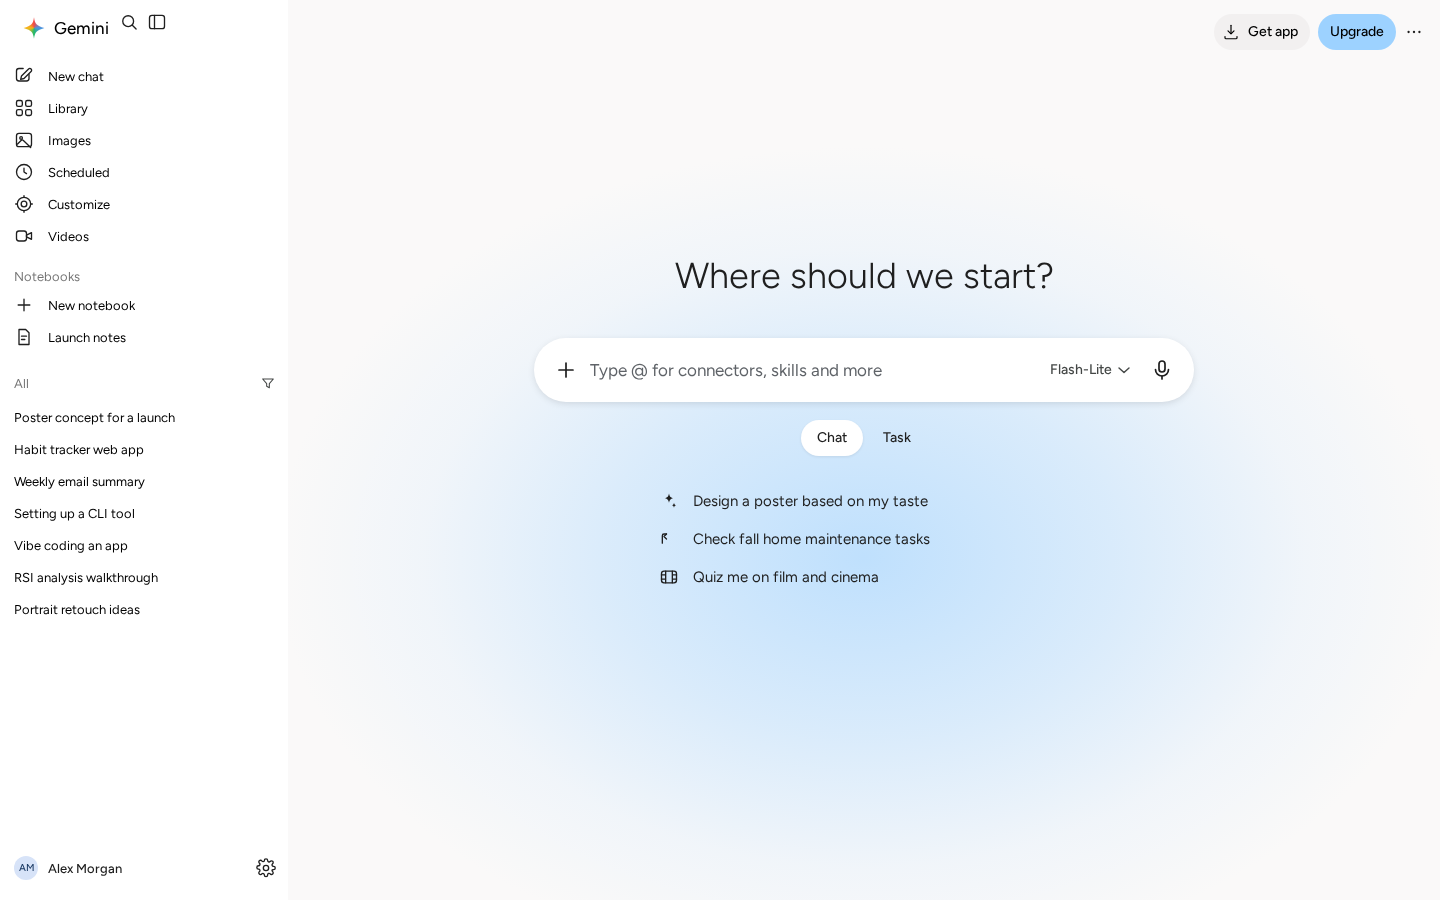 Gemini
New chat
Library
Images
Scheduled
Customize
Videos
Notebooks
New notebook
Launch notes
All
Poster concept for a launch
Habit tracker web app
Weekly email summary
Setting up a CLI tool
Vibe coding an app
RSI analysis walkthrough
Portrait retouch ideas
AM Alex Morgan
Get app Upgrade
Where should we start?
Type @ for connectors, skills and more Flash-Lite
Chat Task
Design a poster based on my taste
Check fall home maintenance tasks
Quiz me on film and cinema